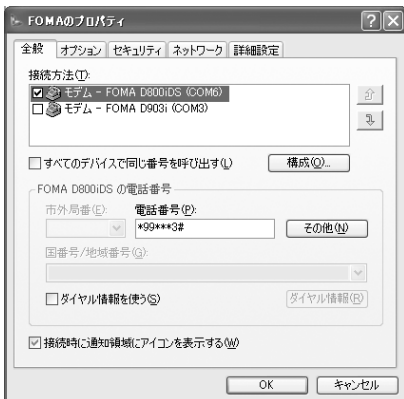 FOMAのプロパティ
全般 オプション セキュリティ ネットワーク 詳細設定
接続方法(T):
モデム - FOMA D800iDS (COM6)
モデム - FOMA D903i (COM3)
すべてのデバイスで同じ番号を呼び出す(L) 構成(O)...
FOMA D800iDS の電話番号
市外局番(E): 電話番号(P):
*99***3# その他(N)
国番号/地域番号(G):
ダイヤル情報を使う(S) ダイヤル情報(R)
接続時に通知領域にアイコンを表示する(W)
OK キャンセル